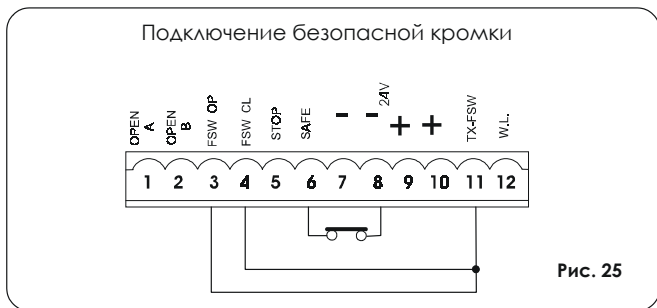 Подключение безопасной кромки
OPEN A
OPEN B
FSW OP
FSW CL
STOP
SAFE
-
- 24V
+
+
TX-FSW
W.L.
1 2 3 4 5 6 7 8 9 10 11 12
Рис. 25